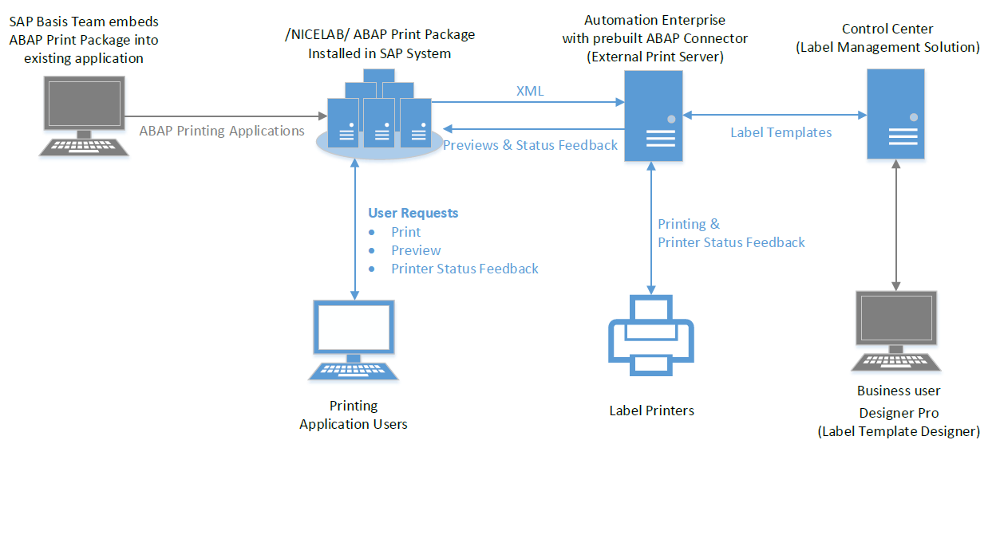 SAP Basis Team embeds
ABAP Print Package into
existing application
/NICELAB/ ABAP Print Package
Installed in SAP System
Automation Enterprise
with prebuilt ABAP Connector
(External Print Server)
Control Center
(Label Management Solution)
ABAP Printing Applications
XML
Previews & Status Feedback
Label Templates
User Requests
• Print
• Preview
• Printer Status Feedback
Printing &
Printer Status Feedback
Printing
Application Users
Label Printers
Business user
Designer Pro
(Label Template Designer)